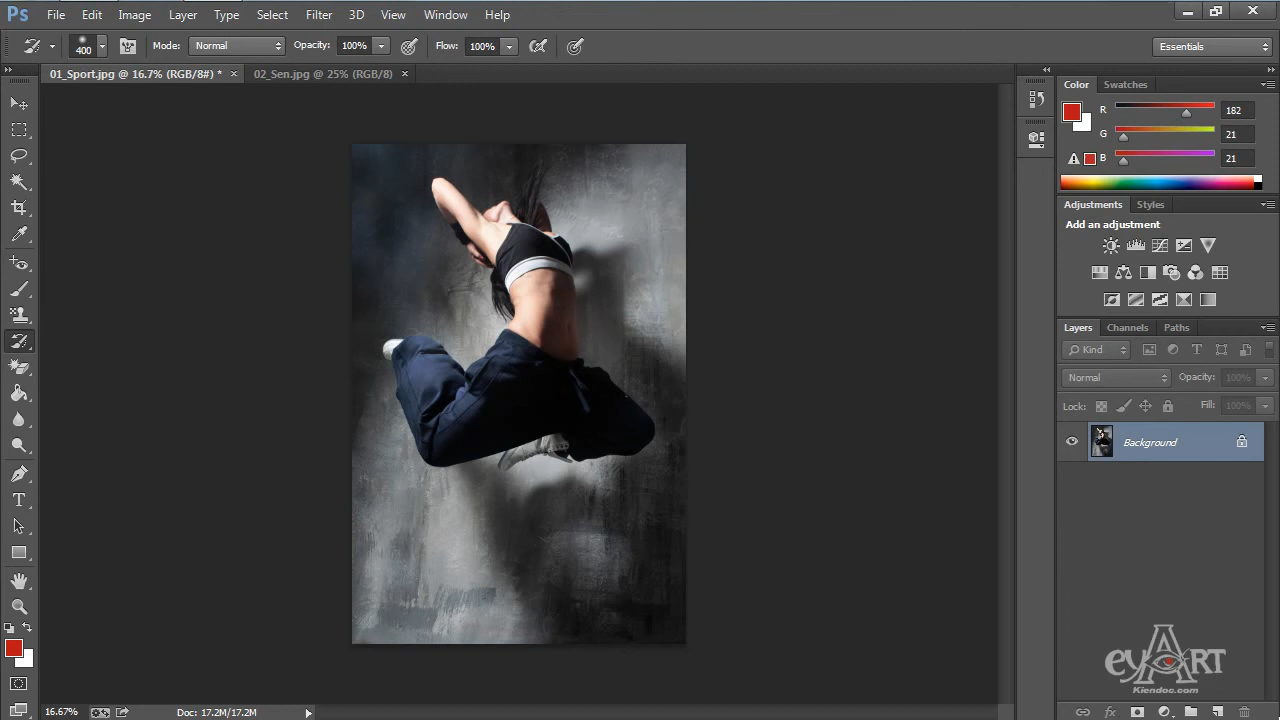 Ps File Edit Image Layer Type Select Filter 3D View Window Help
400 Mode: Normal Opacity: 100% Flow: 100% Essentials
01_Sport.jpg @ 16.7% (RGB/8#) * × 02_Sen.jpg @ 25% (RGB/8) ×
Color Swatches
R 182
G 21
B 21
Adjustments Styles
Add an adjustment
Layers Channels Paths
Kind
Normal Opacity: 100%
Lock: Fill: 100%
Background
eyART
Kiendoc.com
16.67% Doc: 17.2M/17.2M